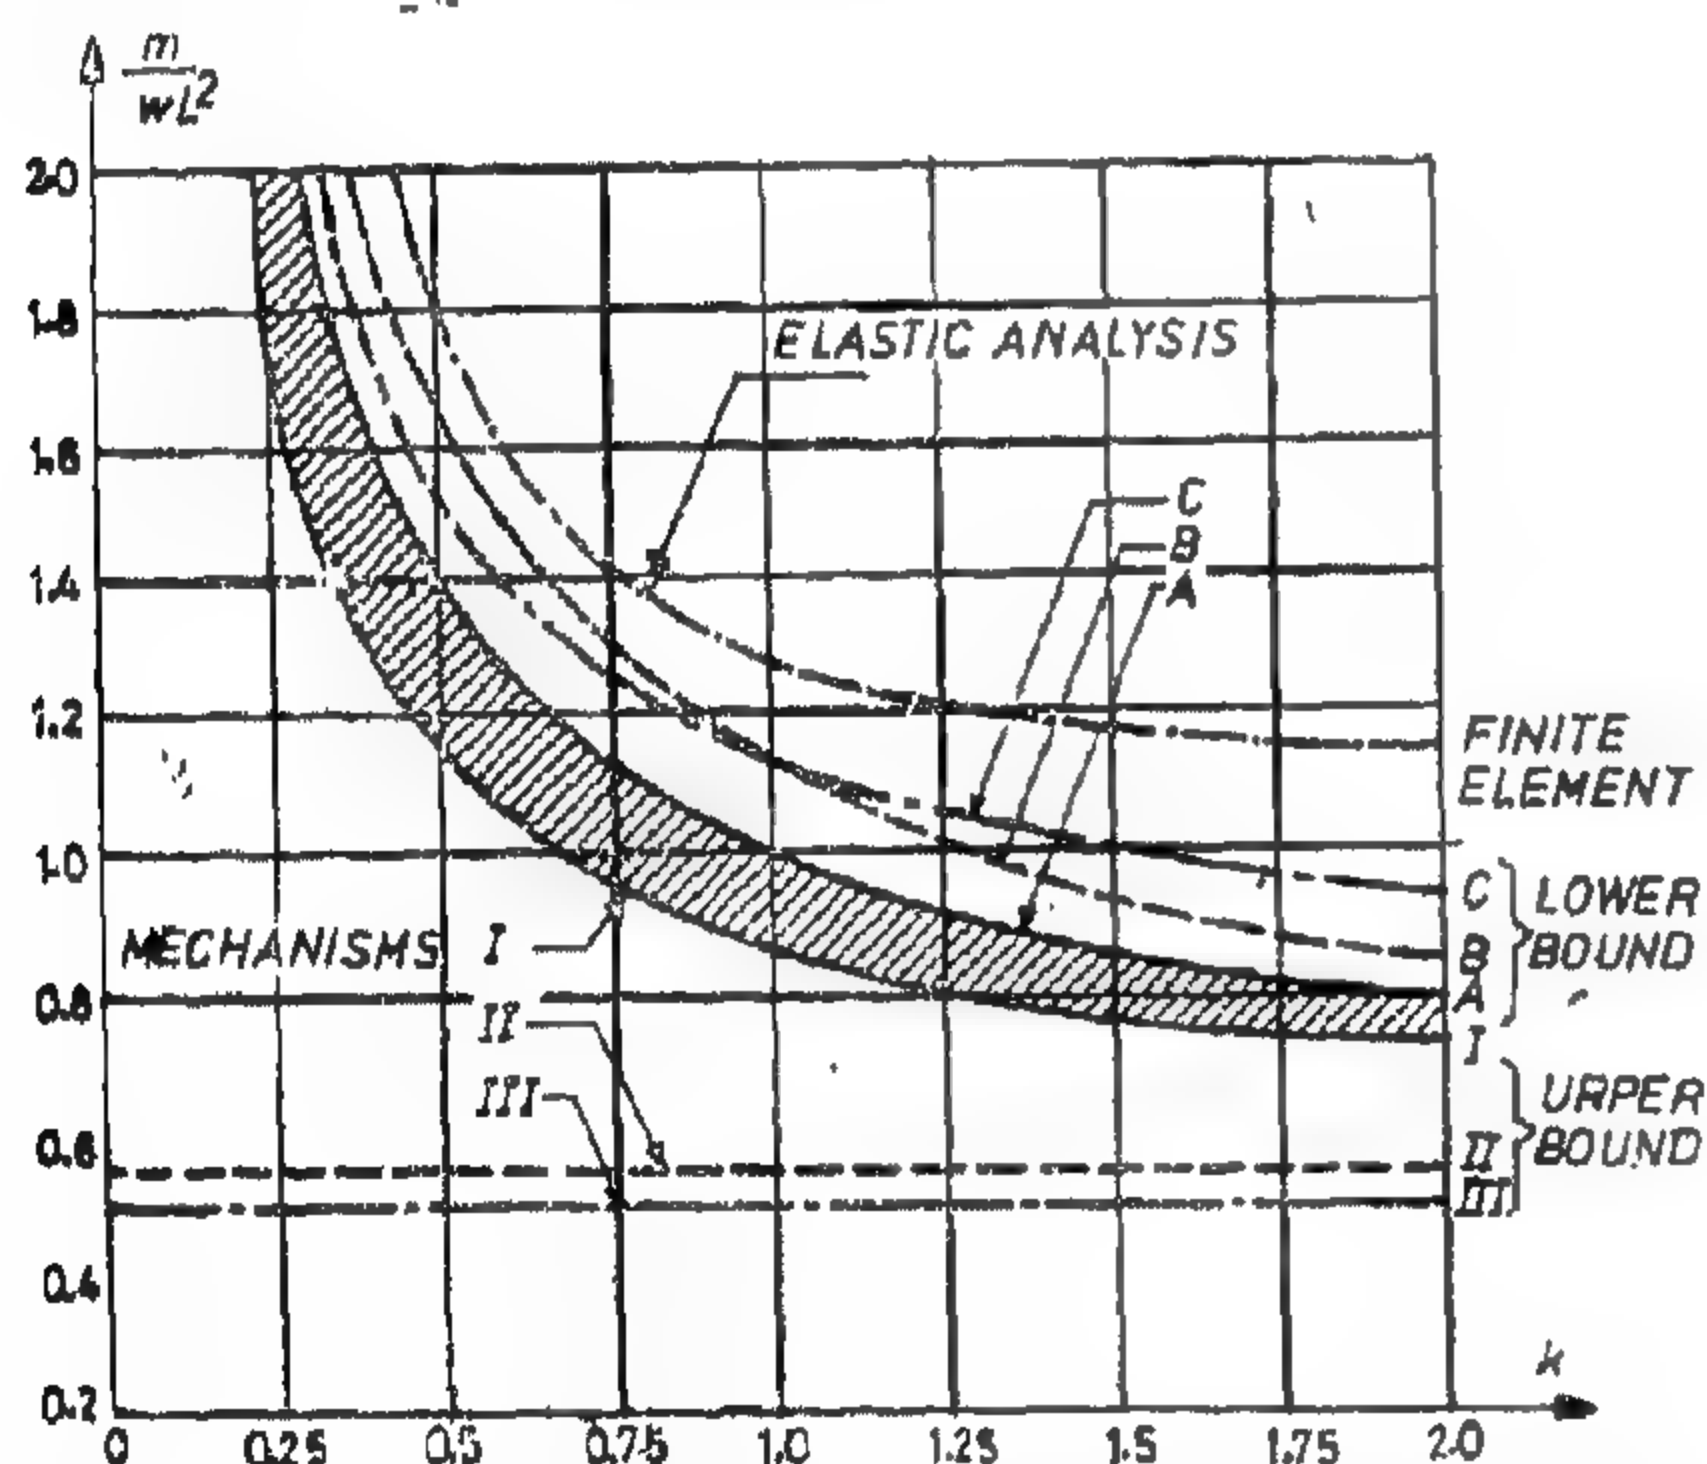 m
wL²
2.0
1.8
1.6
1.4
1.2
1.0
0.8
0.6
0.4
0.2
0
0.25
0.5
0.75
1.0
1.25
1.5
1.75
2.0
k
ELASTIC ANALYSIS
C
B
A
MECHANISMS
I
II
III
FINITE
ELEMENT
C
B
A
LOWER
BOUND
I
II
III
URPER
BOUND